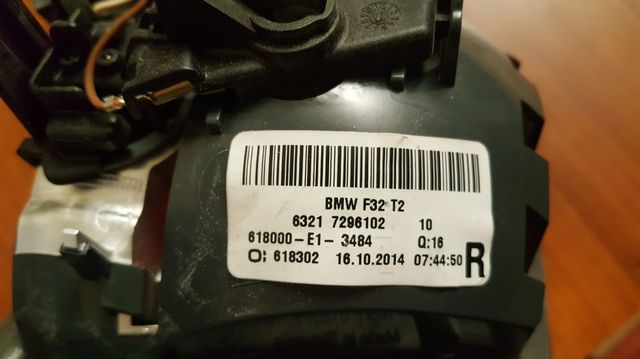 BMW F32 T2
6321 7296102 10
618000-E1-3484 Q:16
O: 618302 16.10.2014 07:44:50 R